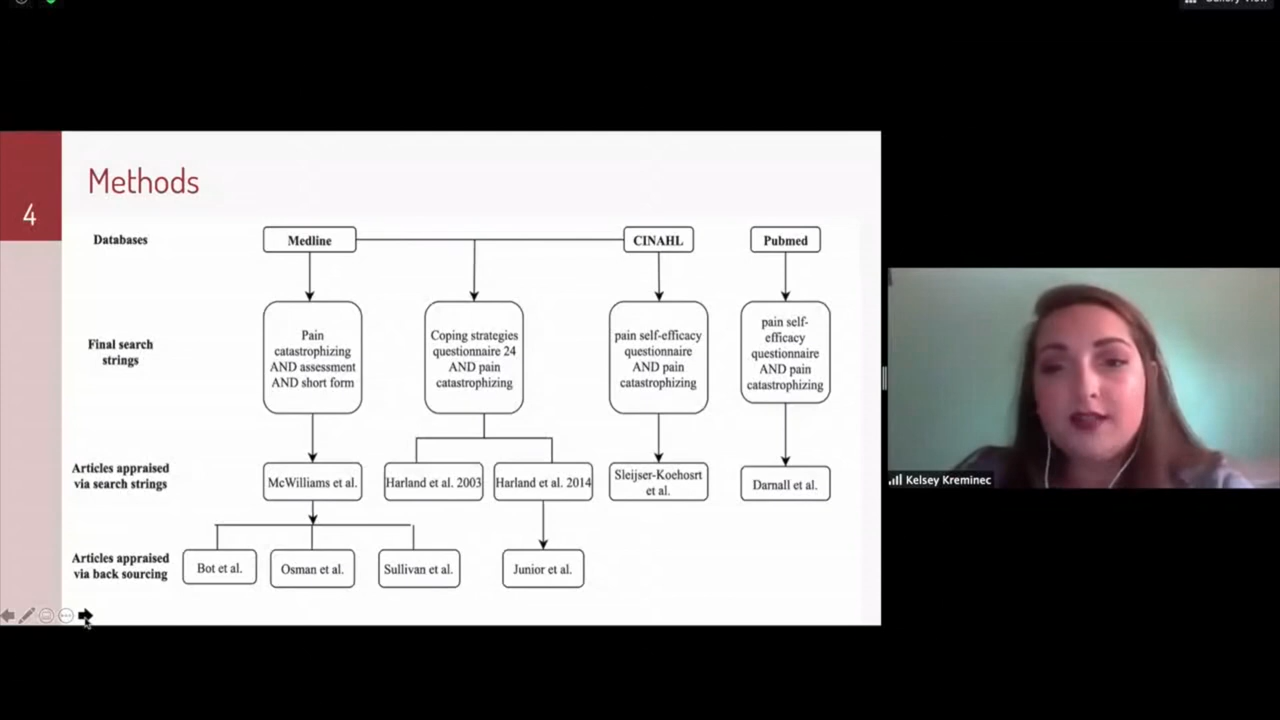 Gallery View
Methods
4
Databases
Medline
CINAHL
Pubmed
Final search
strings
Pain
catastrophizing
AND assessment
AND short form
Coping strategies
questionnaire 24
AND pain
catastrophizing
pain self-efficacy
questionnaire
AND pain
catastrophizing
pain self-
efficacy
questionnaire
AND pain
catastrophizing
Articles appraised
via search strings
McWilliams et al.
Harland et al. 2003
Harland et al. 2014
Sleijser-Koehosrt
et al.
Darnall et al.
Articles appraised
via back sourcing
Bot et al.
Osman et al.
Sullivan et al.
Junior et al.
Kelsey Kreminec